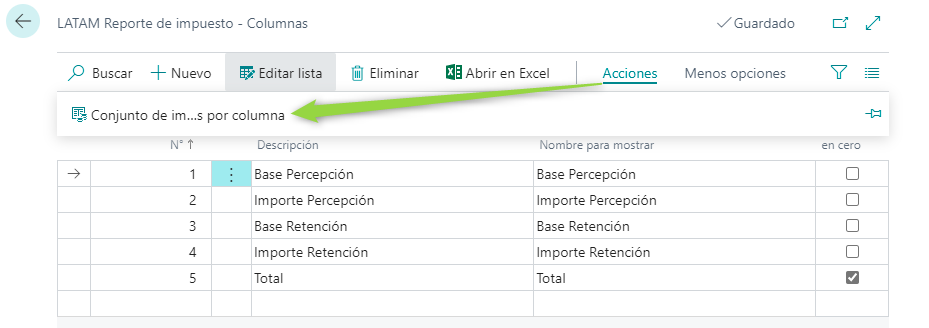 LATAM Reporte de impuesto - Columnas
Guardado
Buscar Nuevo Editar lista Eliminar Abrir en Excel Acciones Menos opciones
Conjunto de im...s por columna
N° ↑ Descripción Nombre para mostrar en cero
1 Base Percepción Base Percepción
2 Importe Percepción Importe Percepción
3 Base Retención Base Retención
4 Importe Retención Importe Retención
5 Total Total